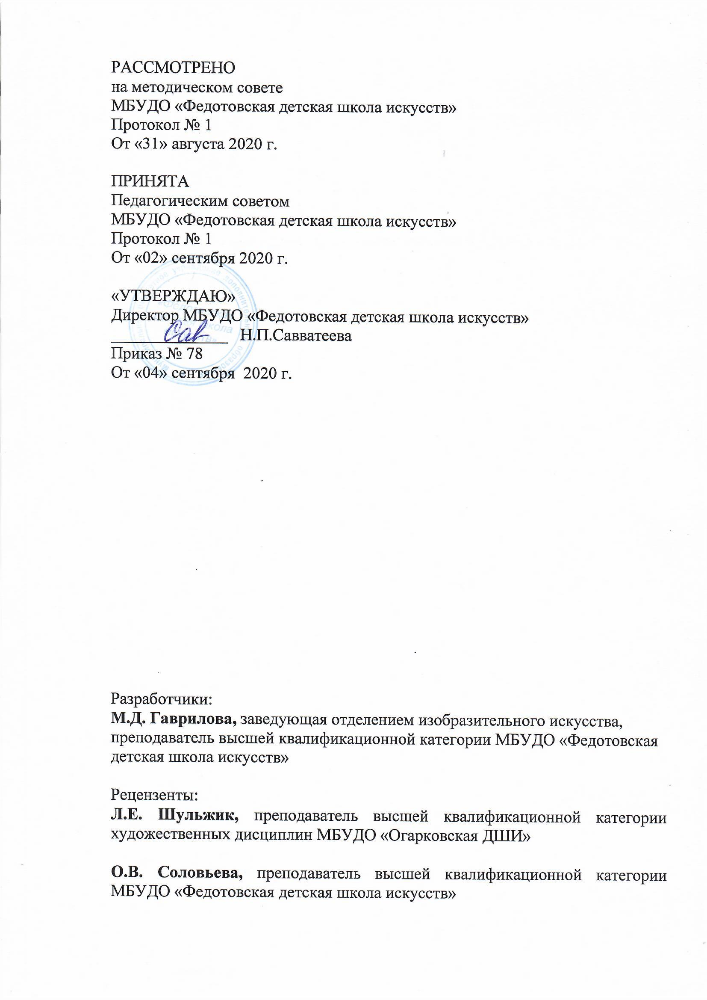 РАССМОТРЕНО
на методическом совете
МБУДО «Федотовская детская школа искусств»
Протокол № 1
От «31» августа 2020 г.
ПРИНЯТА
Педагогическим советом
МБУДО «Федотовская детская школа искусств»
Протокол № 1
От «02» сентября 2020 г.
«УТВЕРЖДАЮ»
Директор МБУДО «Федотовская детская школа искусств»
Н.П.Савватеева
Приказ № 78
От «04» сентября 2020 г.
Разработчики:
М.Д. Гаврилова, заведующая отделением изобразительного искусства,
преподаватель высшей квалификационной категории МБУДО «Федотовская
детская школа искусств»
Рецензенты:
Л.Е. Шульжик, преподаватель высшей квалификационной категории
художественных дисциплин МБУДО «Огарковская ДШИ»
О.В. Соловьева, преподаватель высшей квалификационной категории
МБУДО «Федотовская детская школа искусств»